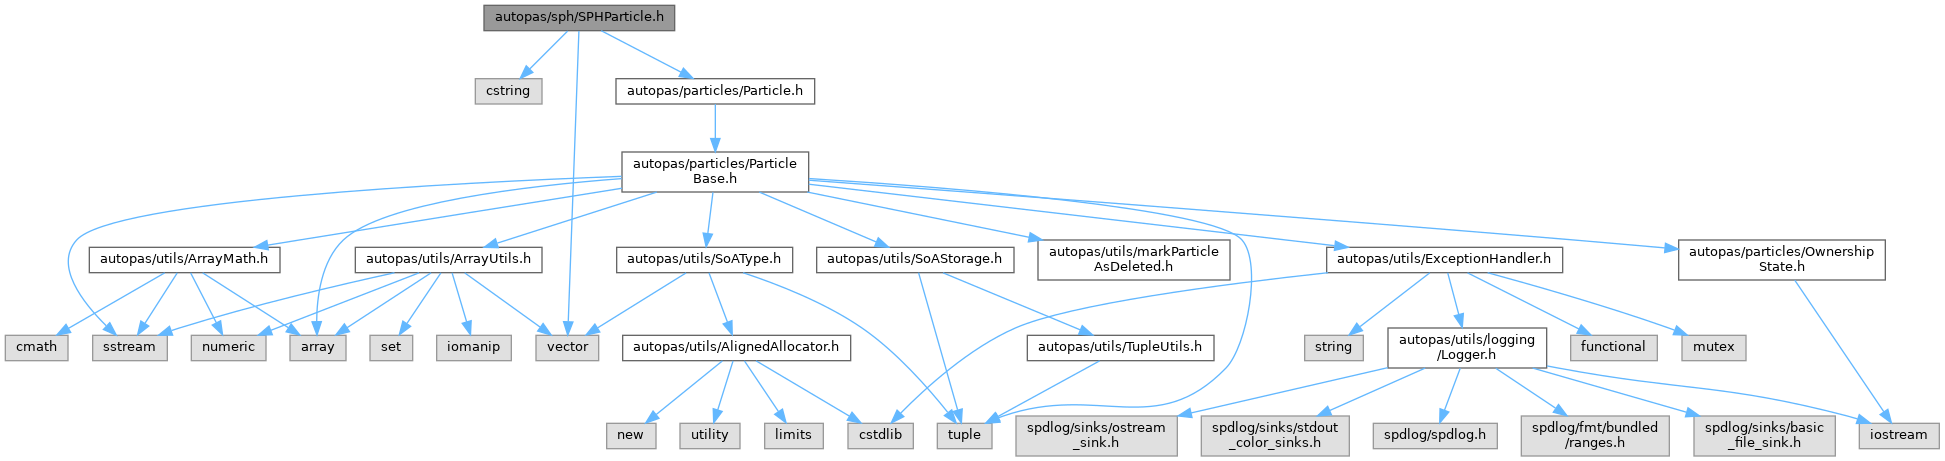 autopas/sph/SPHParticle.h
cstring
autopas/particles/Particle.h
autopas/particles/Particle
Base.h
autopas/utils/ArrayMath.h
autopas/utils/ArrayUtils.h
autopas/utils/SoAType.h
autopas/utils/SoAStorage.h
autopas/utils/markParticle
AsDeleted.h
autopas/utils/ExceptionHandler.h
autopas/particles/Ownership
State.h
cmath
sstream
numeric
array
set
iomanip
vector
autopas/utils/AlignedAllocator.h
autopas/utils/TupleUtils.h
string
autopas/utils/logging
/Logger.h
functional
mutex
new
utility
limits
cstdlib
tuple
spdlog/sinks/ostream
_sink.h
spdlog/sinks/stdout
_color_sinks.h
spdlog/spdlog.h
spdlog/fmt/bundled
/ranges.h
spdlog/sinks/basic
_file_sink.h
iostream